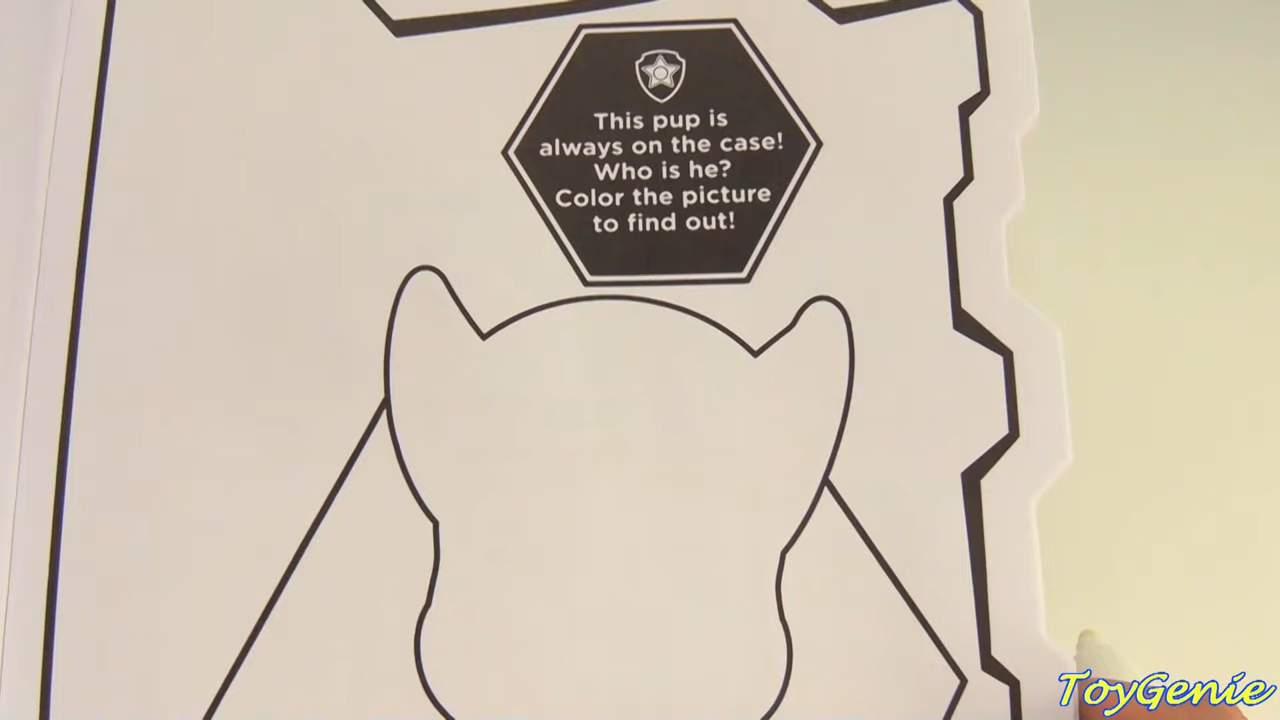 This pup is
always on the case!
Who is he?
Color the picture
to find out!
ToyGenie